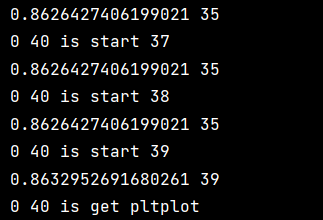 0.8626427406199021 35
0 40 is start 37
0.8626427406199021 35
0 40 is start 38
0.8626427406199021 35
0 40 is start 39
0.8632952691680261 39
0 40 is get pltplot